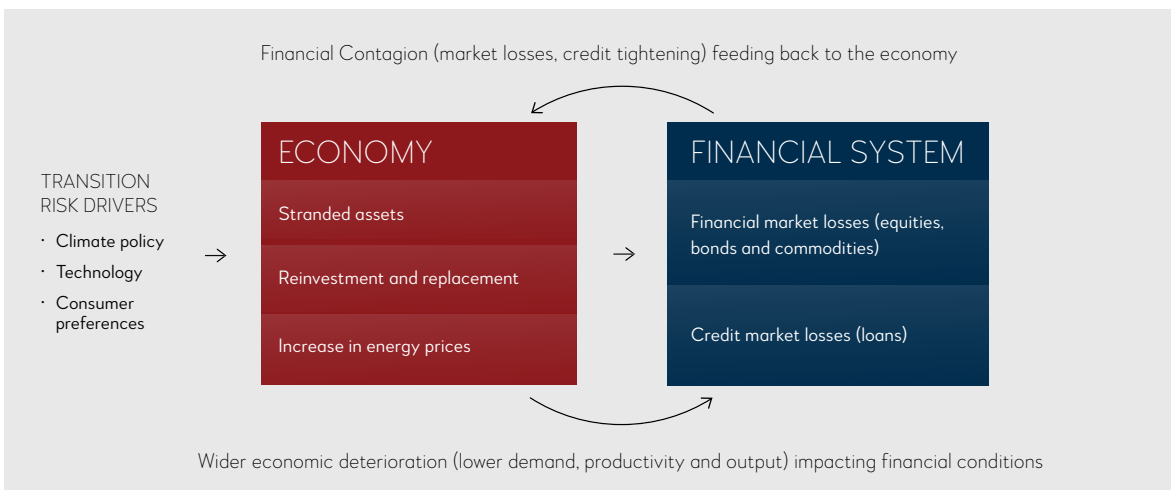 Financial Contagion (market losses, credit tightening) feeding back to the economy
TRANSITION
RISK DRIVERS
· Climate policy
· Technology
· Consumer
preferences
ECONOMY
Stranded assets
Reinvestment and replacement
Increase in energy prices
FINANCIAL SYSTEM
Financial market losses (equities,
bonds and commodities)
Credit market losses (loans)
Wider economic deterioration (lower demand, productivity and output) impacting financial conditions